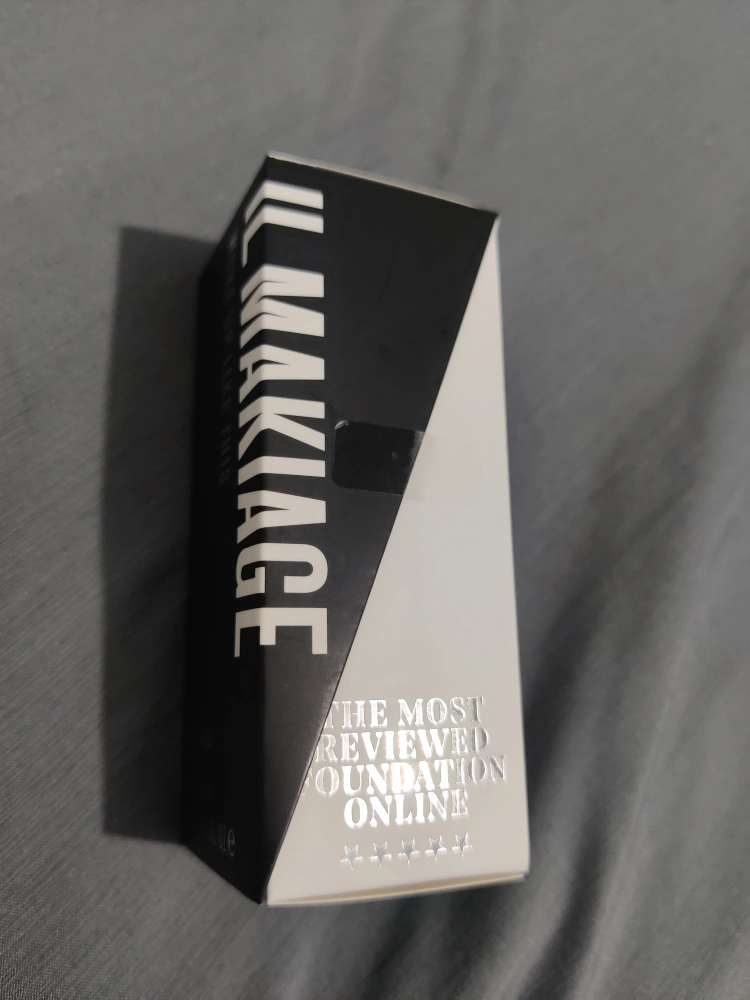 IL MAKIAGE
THE MOST
REVIEWED
FOUNDATION
ONLINE